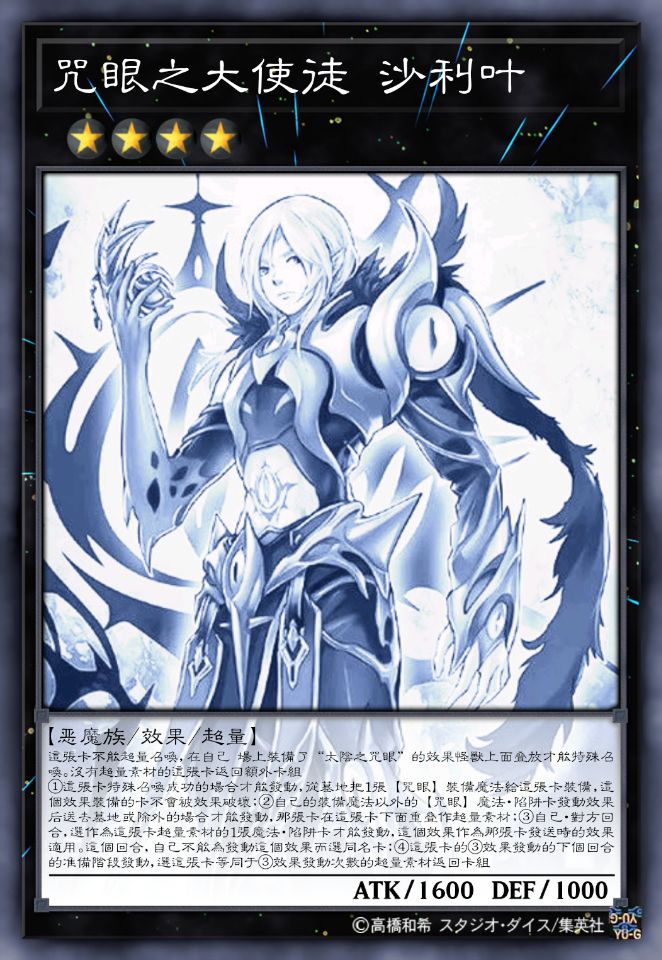 咒眼之大使徒 沙利叶
【恶魔族/效果/超量】
這張卡不能超量召喚，在自己 場上裝備了“太陰之咒眼”的效果怪獸上面叠放才能特殊召
喚。沒有超量素材的這張卡返回額外卡組
①這張卡特殊召喚成功的場合才能發動，從墓地把1張【咒眼】裝備魔法給這張卡裝備，這
個效果裝備的卡不會被效果破壞；②自己的裝備魔法以外的【咒眼】魔法·陷阱卡發動效果
后送去墓地或除外的場合才能發動，那張卡在這張卡下面重叠作超量素材；③自己·對方回
合，選作為這張卡超量素材的1張魔法·陷阱卡才能發動，這個效果作為那張卡發送時的效果
適用。這個回合，自己不能為發動這個效果而選同名卡；④這張卡的③效果發動的下個回合
的准備階段發動，選這張卡等同于③效果發動次數的超量素材返回卡組
ATK/1600 DEF/1000
©高橋和希 スタジオ・ダイス/集英社
YU-G